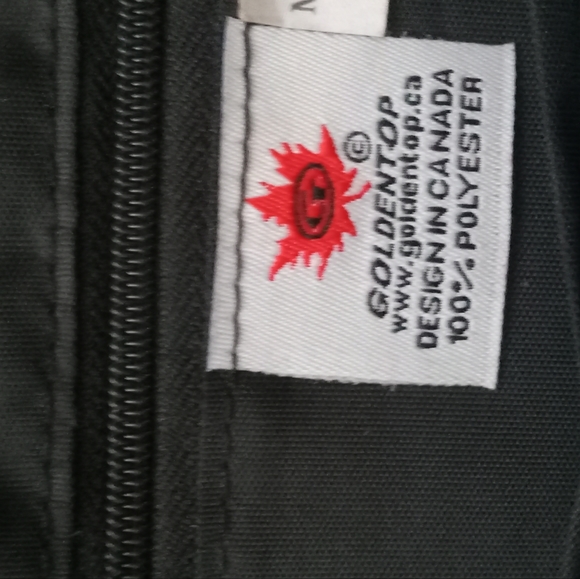 N
G
©
GOLDENTOP
www.goldentop.ca
DESIGN IN CANADA
100% POLYESTER